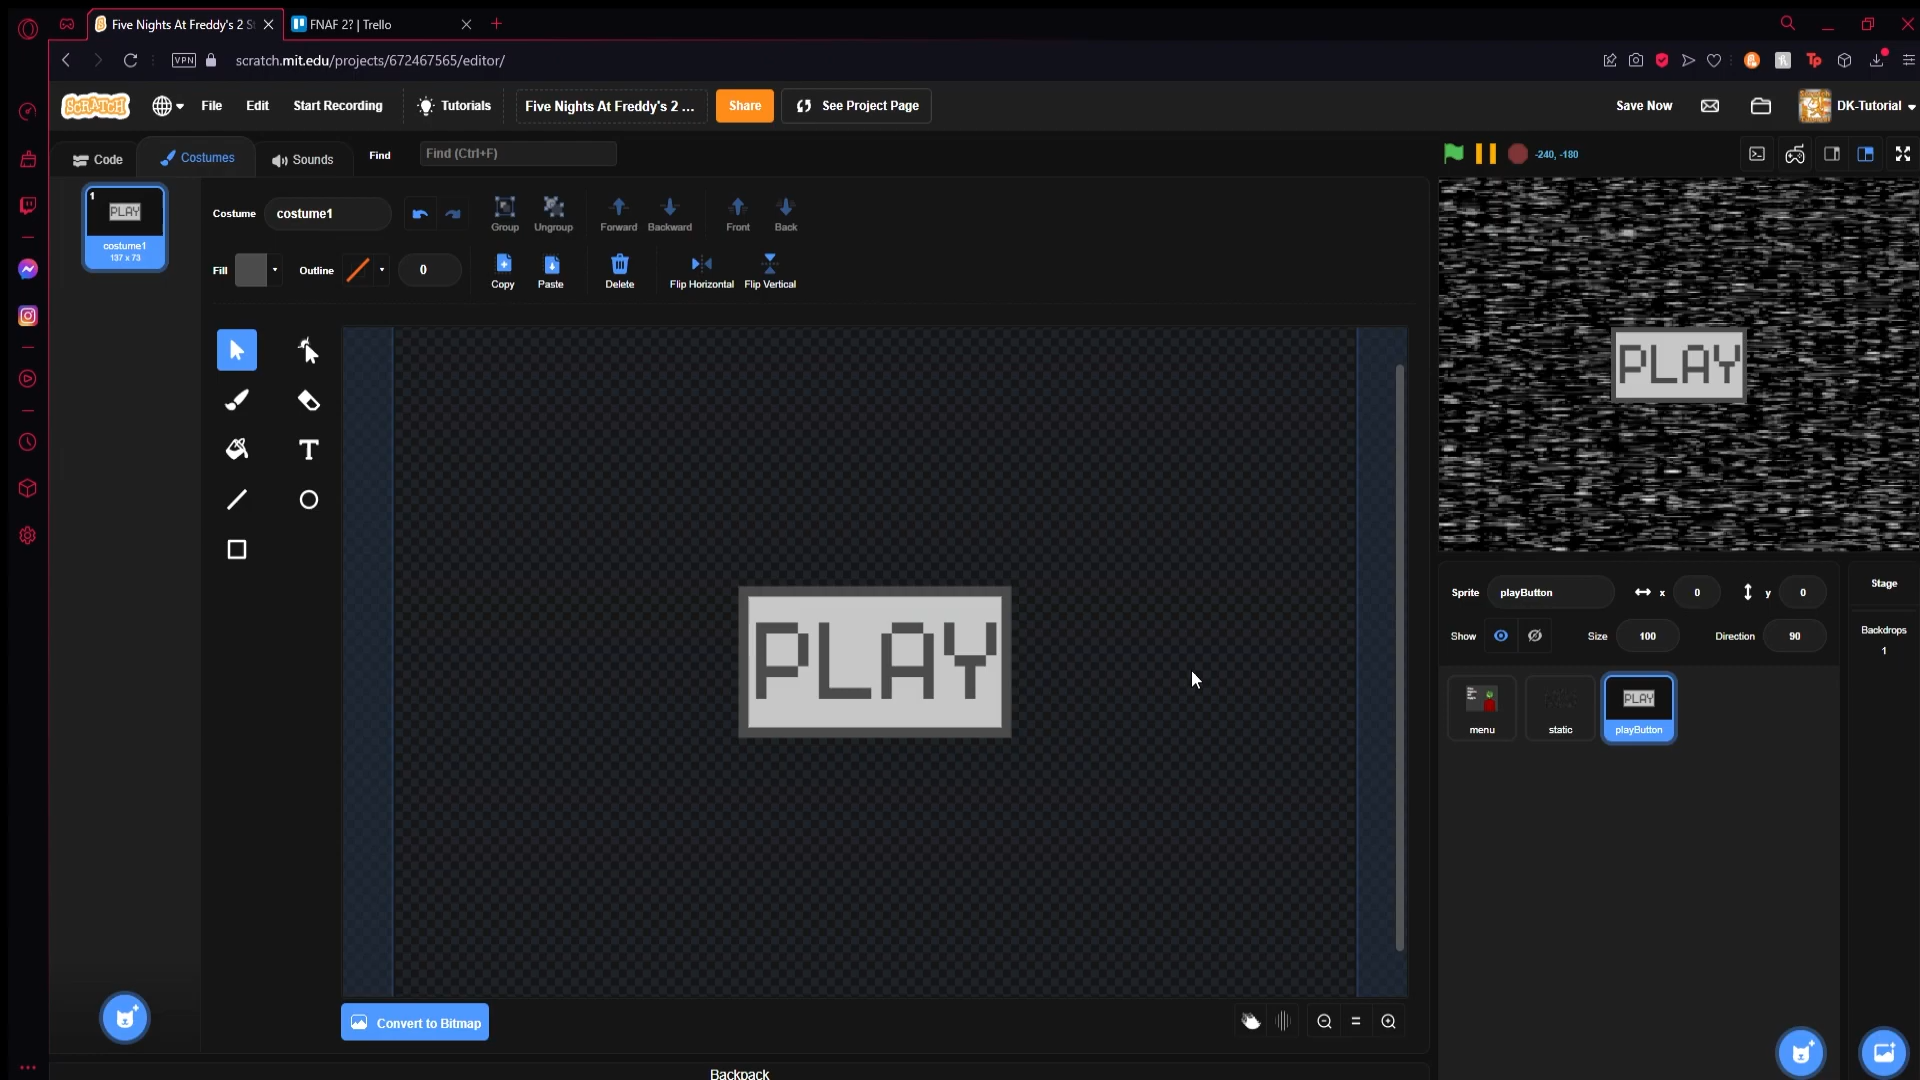 Five Nights At Freddy's 2 S
FNAF 2? | Trello
VPN
scratch.mit.edu/projects/672467565/editor/
Tp
SCRATCH
File
Edit
Start Recording
Tutorials
Five Nights At Freddy's 2 ...
Share
See Project Page
Save Now
DK-Tutorial
Code
Costumes
Sounds
Find
Find (Ctrl+F)
-240, -180
1
PLAY
costume1
137 x 73
Costume
costume1
Group
Ungroup
Forward
Backward
Front
Back
Fill
Outline
0
Copy
Paste
Delete
Flip Horizontal
Flip Vertical
T
PLAY
PLAY
Sprite
playButton
x
0
y
0
Show
Size
100
Direction
90
Stage
Backdrops
1
menu
static
PLAY
playButton
Convert to Bitmap
Backpack